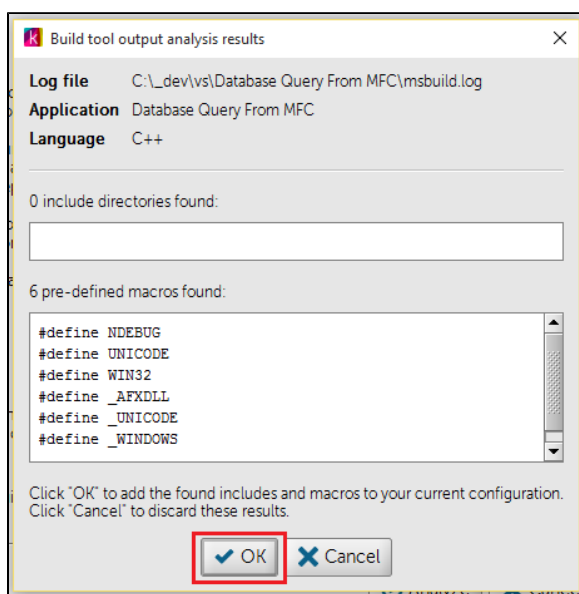 Build tool output analysis results
Log file C:\_dev\vs\Database Query From MFC\msbuild.log
Application Database Query From MFC
Language C++
0 include directories found:
6 pre-defined macros found:
#define NDEBUG
#define UNICODE
#define WIN32
#define _AFXDLL
#define _UNICODE
#define _WINDOWS
Click "OK" to add the found includes and macros to your current configuration.
Click "Cancel" to discard these results.
OK Cancel